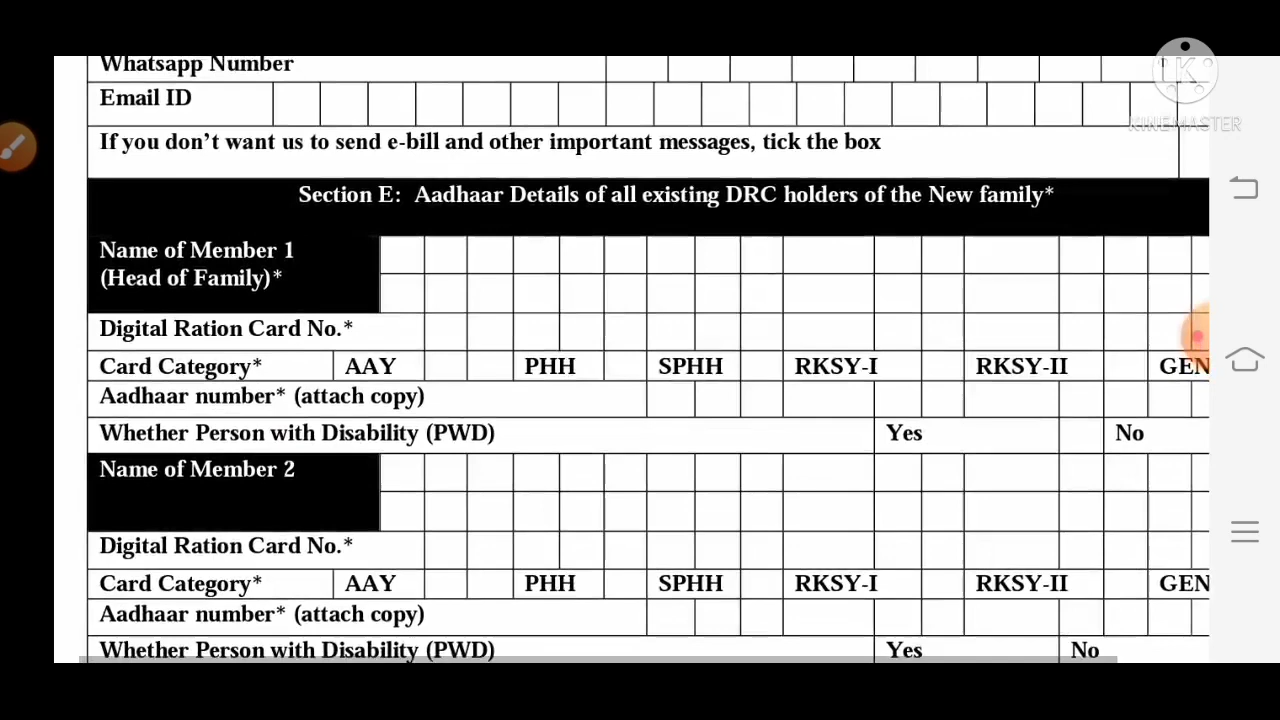 Whatsapp Number
Email ID
If you don't want us to send e-bill and other important messages, tick the box
Section E: Aadhaar Details of all existing DRC holders of the New family*
Name of Member 1
(Head of Family)*
Digital Ration Card No.*
Card Category* AAY PHH SPHH RKSY-I RKSY-II GEN
Aadhaar number* (attach copy)
Whether Person with Disability (PWD) Yes No
Name of Member 2
Digital Ration Card No.*
Card Category* AAY PHH SPHH RKSY-I RKSY-II GEN
Aadhaar number* (attach copy)
Whether Person with Disability (PWD) Yes No
KINEMASTER